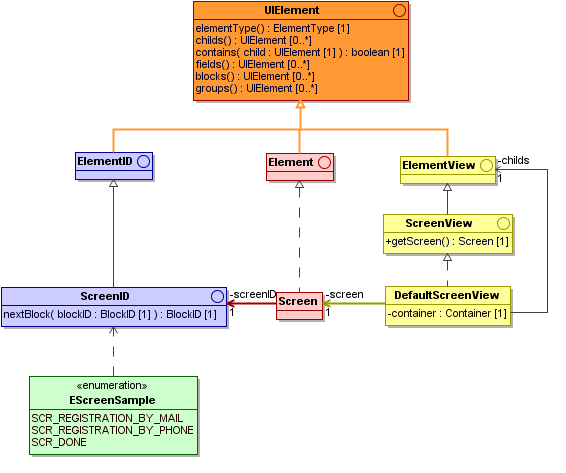 UIElement
elementType() : ElementType [1]
childs() : UIElement [0..*]
contains( child : UIElement [1] ) : boolean [1]
fields() : UIElement [0..*]
blocks() : UIElement [0..*]
groups() : UIElement [0..*]
ElementID
Element
ElementView
-childs
1
ScreenView
+getScreen() : Screen [1]
ScreenID
nextBlock( blockID : BlockID [1] ) : BlockID [1]
-screenID
1
Screen
-screen
1
DefaultScreenView
-container : Container [1]
«enumeration»
EScreenSample
SCR_REGISTRATION_BY_MAIL
SCR_REGISTRATION_BY_PHONE
SCR_DONE